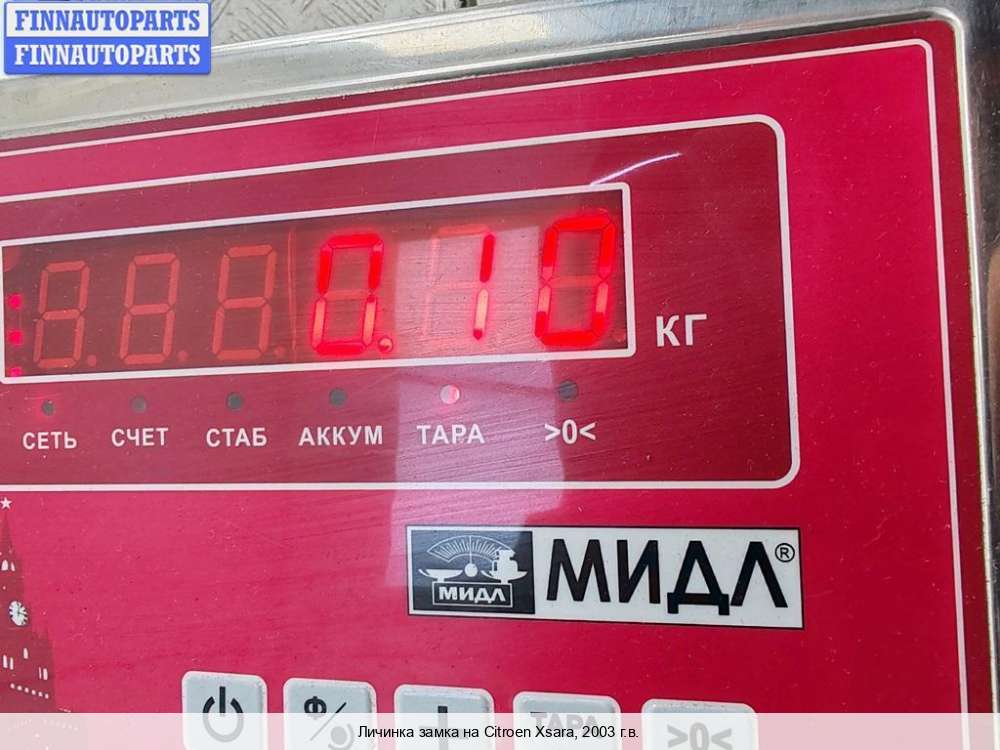 FINNAUTOPARTS
FINNAUTOPARTS
0.10 КГ
СЕТЬ СЧЕТ СТАБ АККУМ ТАРА >0<
МИДЛ МИДЛ®
Ф/
ТАРА >0<
Личинка замка на Citroen Xsara, 2003 г.в.